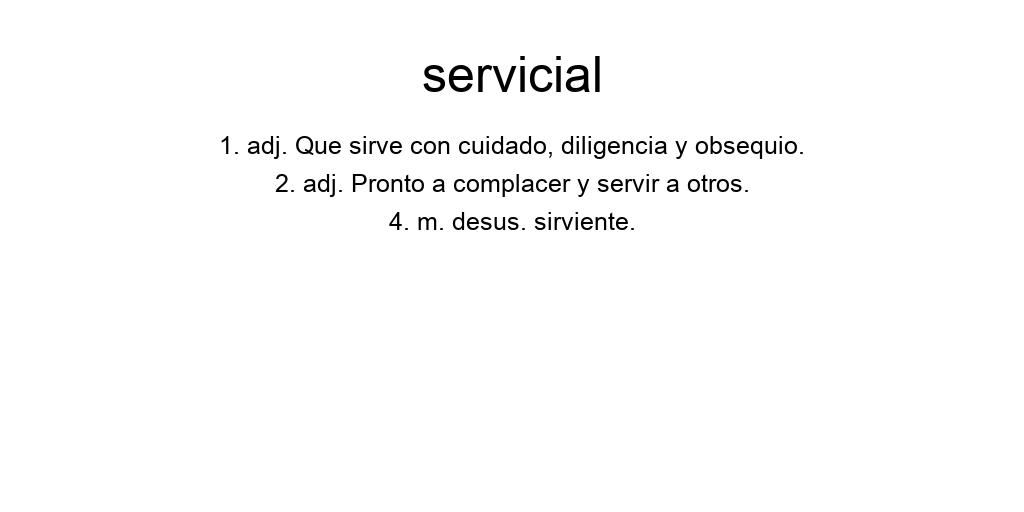 servicial
1. adj. Que sirve con cuidado, diligencia y obsequio.
2. adj. Pronto a complacer y servir a otros.
4. m. desus. sirviente.